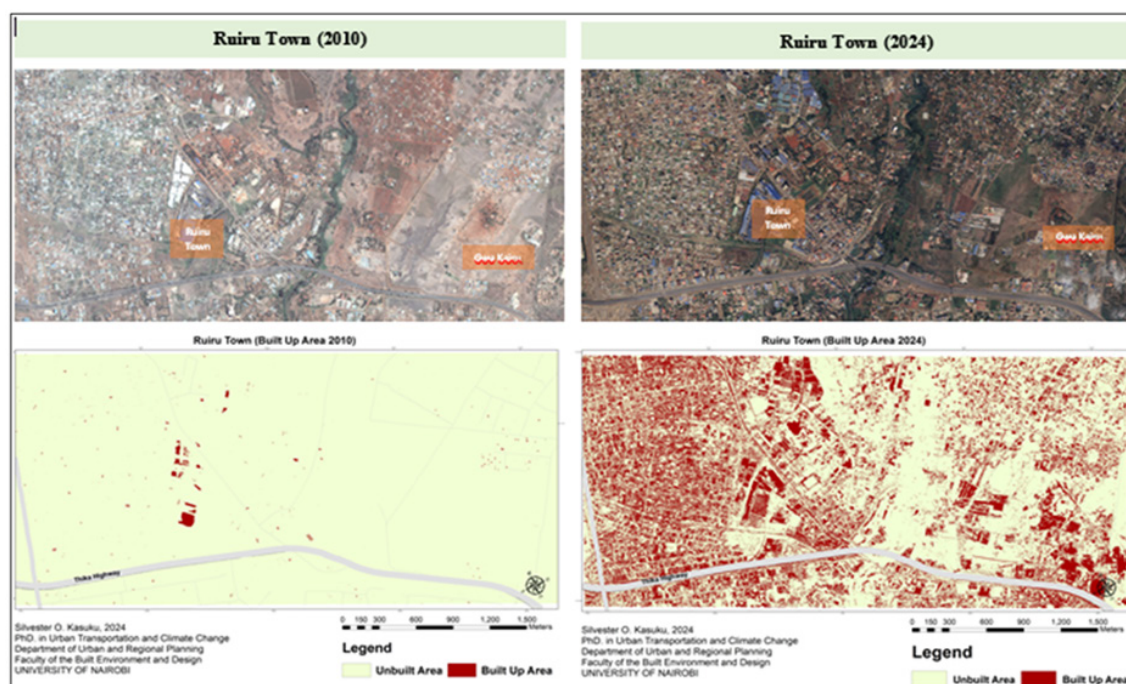 Ruiru Town (2010)
Ruiru Town (2024)
Ruiru
Town
Ruiru
Town
Ruiru Town (Built Up Area 2010)
Ruiru Town (Built Up Area 2024)
Thika Highway
Thika Highway
Silvester O. Kasuku, 2024
PhD. in Urban Transportation and Climate Change
Department of Urban and Regional Planning
Faculty of the Built Environment and Design
UNIVERSITY OF NAIROBI
0 150 300 600 900 1,200 1,500
Meters
Legend
Unbuilt Area Built Up Area
Silvester O. Kasuku, 2024
PhD. in Urban Transportation and Climate Change
Department of Urban and Regional Planning
Faculty of the Built Environment and Design
UNIVERSITY OF NAIROBI
0 150 300 600 900 1,200 1,500
Meters
Legend
Unbuilt Area Built Up Area